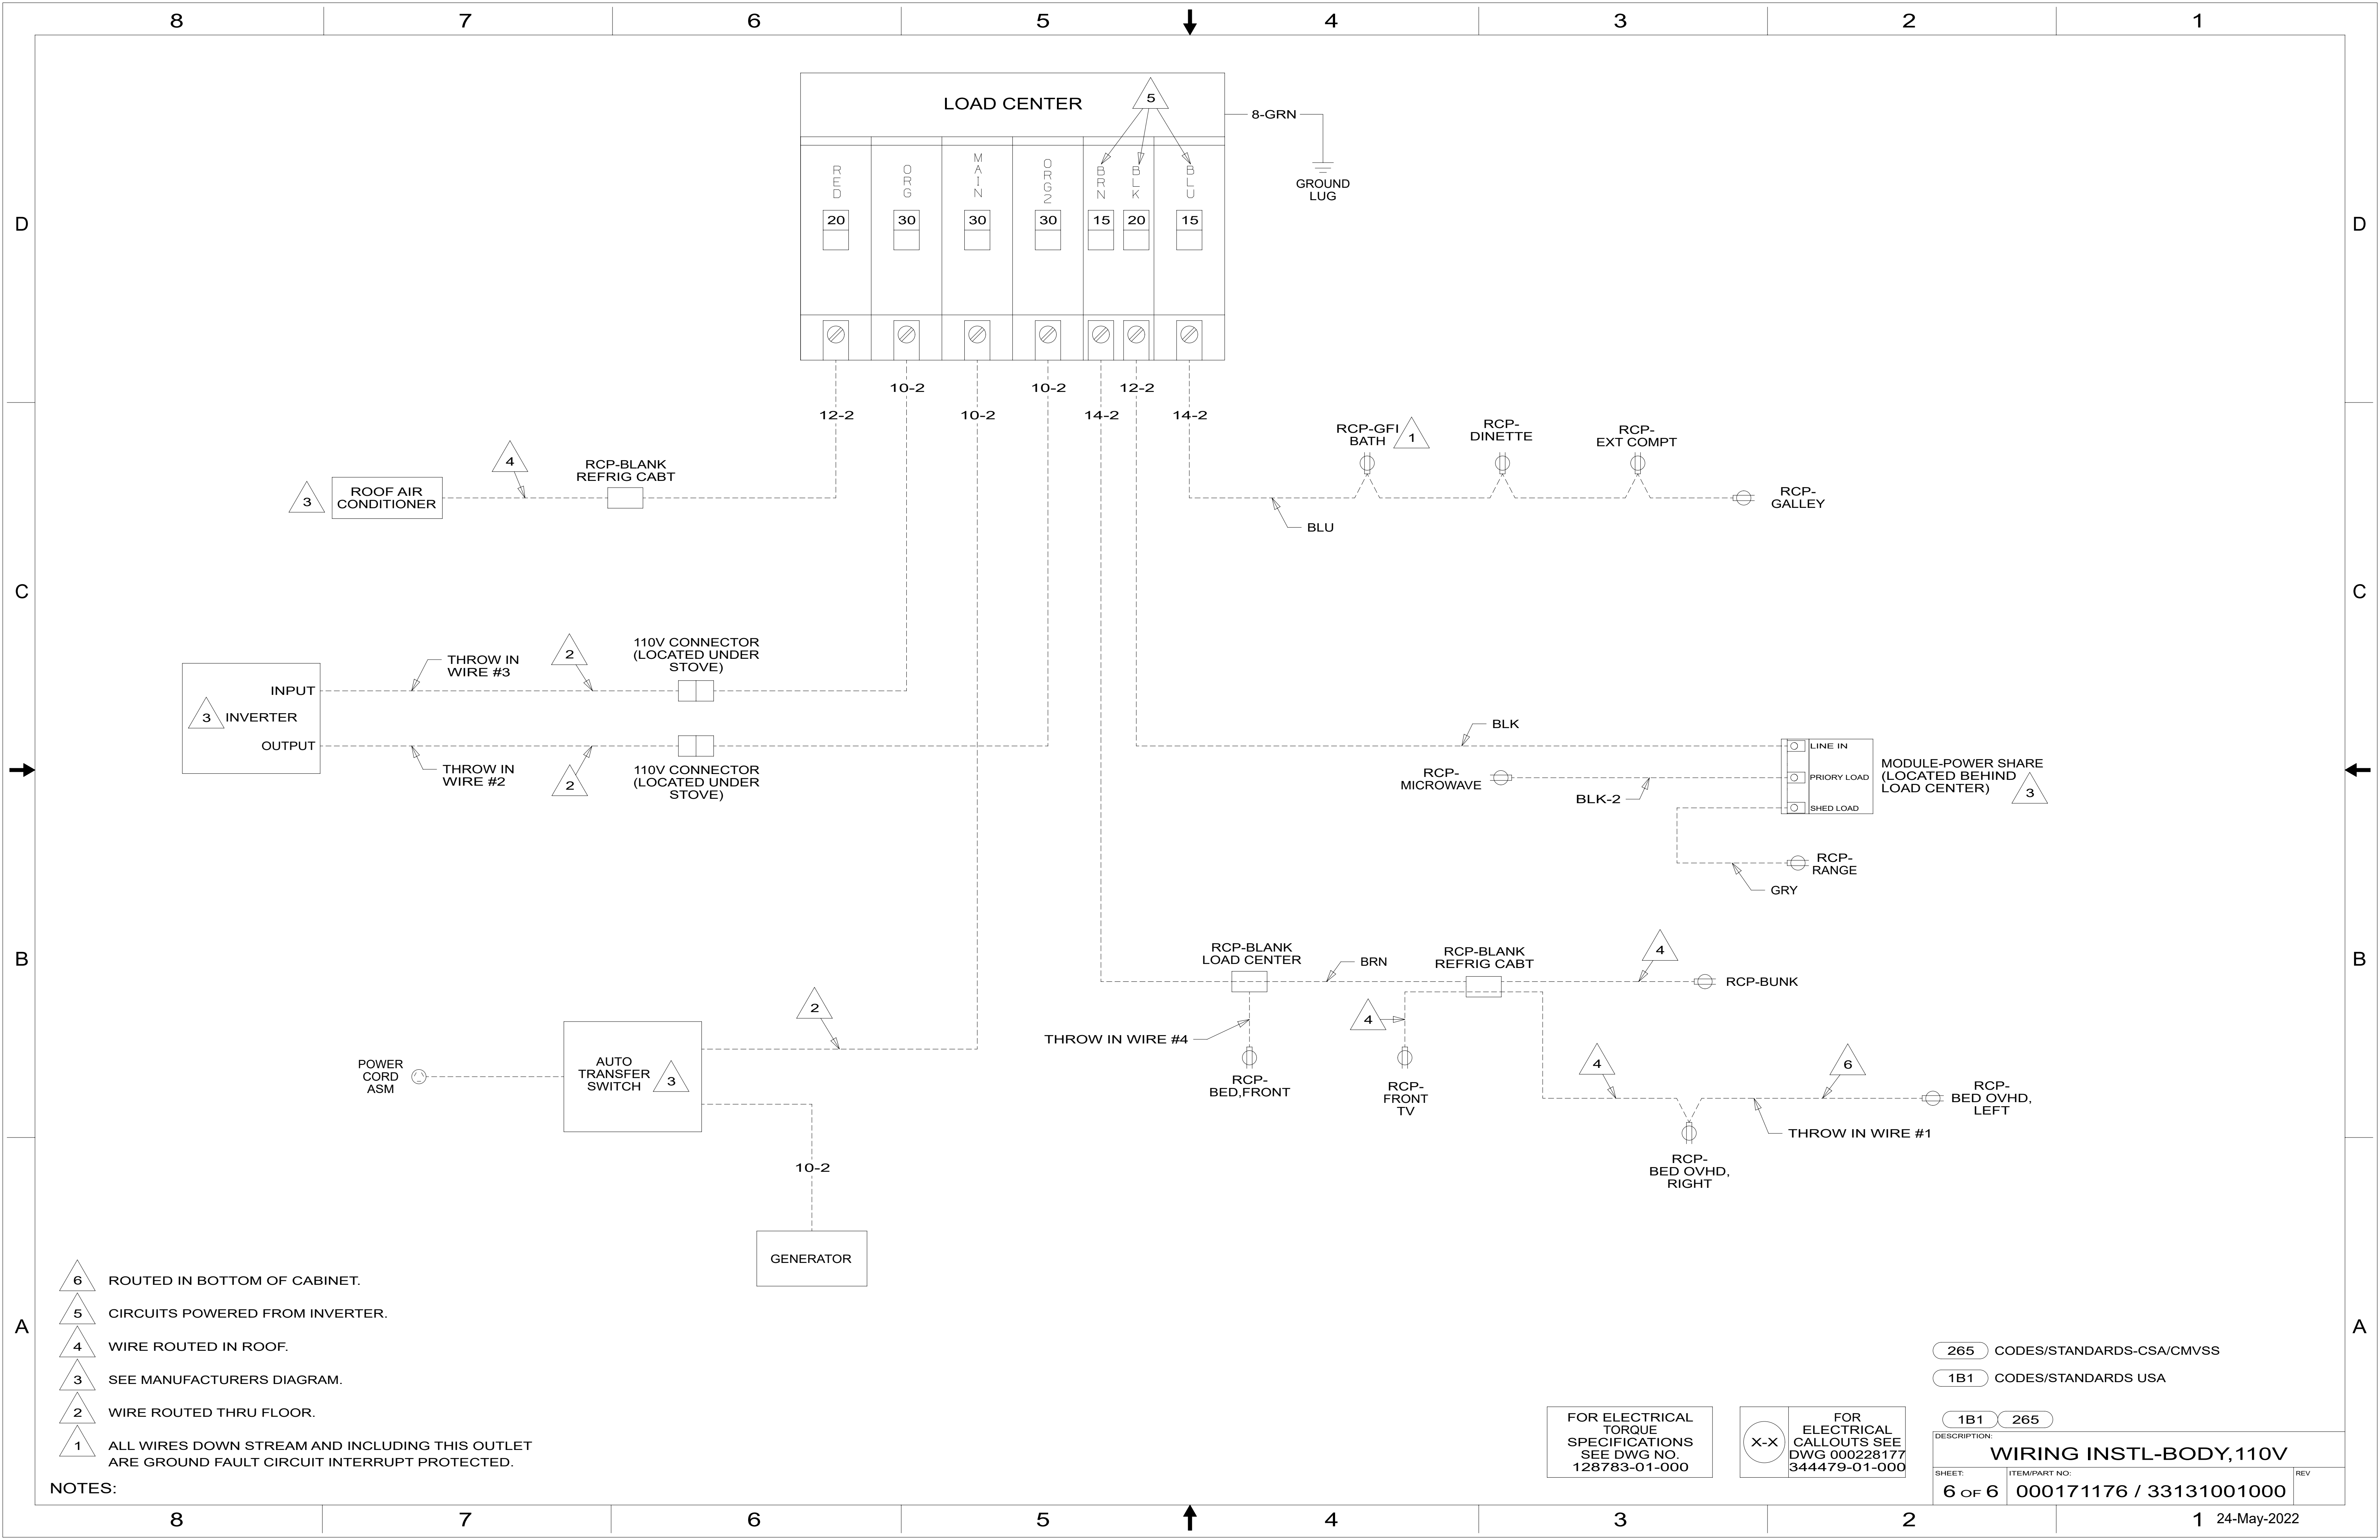 8 7 6 5 4 3 2 1
LOAD CENTER
5
8-GRN
GROUND
LUG
RED
ORG
MAIN
ORG2
BRN
BLK
BLU
20 30 30 30 15 20 15
D
D
10-2 10-2 12-2
12-2 10-2 14-2 14-2
4
RCP-BLANK
REFRIG CABT
3
ROOF AIR
CONDITIONER
RCP-GFI
BATH
1
RCP-
DINETTE
RCP-
EXT COMPT
RCP-
GALLEY
BLU
C
C
THROW IN
WIRE #3
2
110V CONNECTOR
(LOCATED UNDER
STOVE)
INPUT
3 INVERTER
OUTPUT
THROW IN
WIRE #2
2
110V CONNECTOR
(LOCATED UNDER
STOVE)
BLK
LINE IN
PRIORY LOAD
SHED LOAD
MODULE-POWER SHARE
(LOCATED BEHIND
LOAD CENTER)
3
RCP-
MICROWAVE
BLK-2
RCP-
RANGE
GRY
B
B
RCP-BLANK
LOAD CENTER
BRN
RCP-BLANK
REFRIG CABT
4
RCP-BUNK
THROW IN WIRE #4
RCP-
BED,FRONT
4
RCP-
FRONT
TV
4
6
RCP-
BED OVHD,
LEFT
THROW IN WIRE #1
RCP-
BED OVHD,
RIGHT
2
POWER
CORD
ASM
AUTO
TRANSFER
SWITCH
3
10-2
GENERATOR
A
A
6 ROUTED IN BOTTOM OF CABINET.
5 CIRCUITS POWERED FROM INVERTER.
4 WIRE ROUTED IN ROOF.
3 SEE MANUFACTURERS DIAGRAM.
2 WIRE ROUTED THRU FLOOR.
1 ALL WIRES DOWN STREAM AND INCLUDING THIS OUTLET
ARE GROUND FAULT CIRCUIT INTERRUPT PROTECTED.
NOTES:
FOR ELECTRICAL
TORQUE
SPECIFICATIONS
SEE DWG NO.
128783-01-000
X-X
FOR
ELECTRICAL
CALLOUTS SEE
DWG 000228177
344479-01-000
265 CODES/STANDARDS-CSA/CMVSS
1B1 CODES/STANDARDS USA
1B1 265
DESCRIPTION:
WIRING INSTL-BODY,110V
SHEET: ITEM/PART NO: REV
6 OF 6 000171176 / 33131001000
8 7 6 5 4 3 2 1
24-May-2022